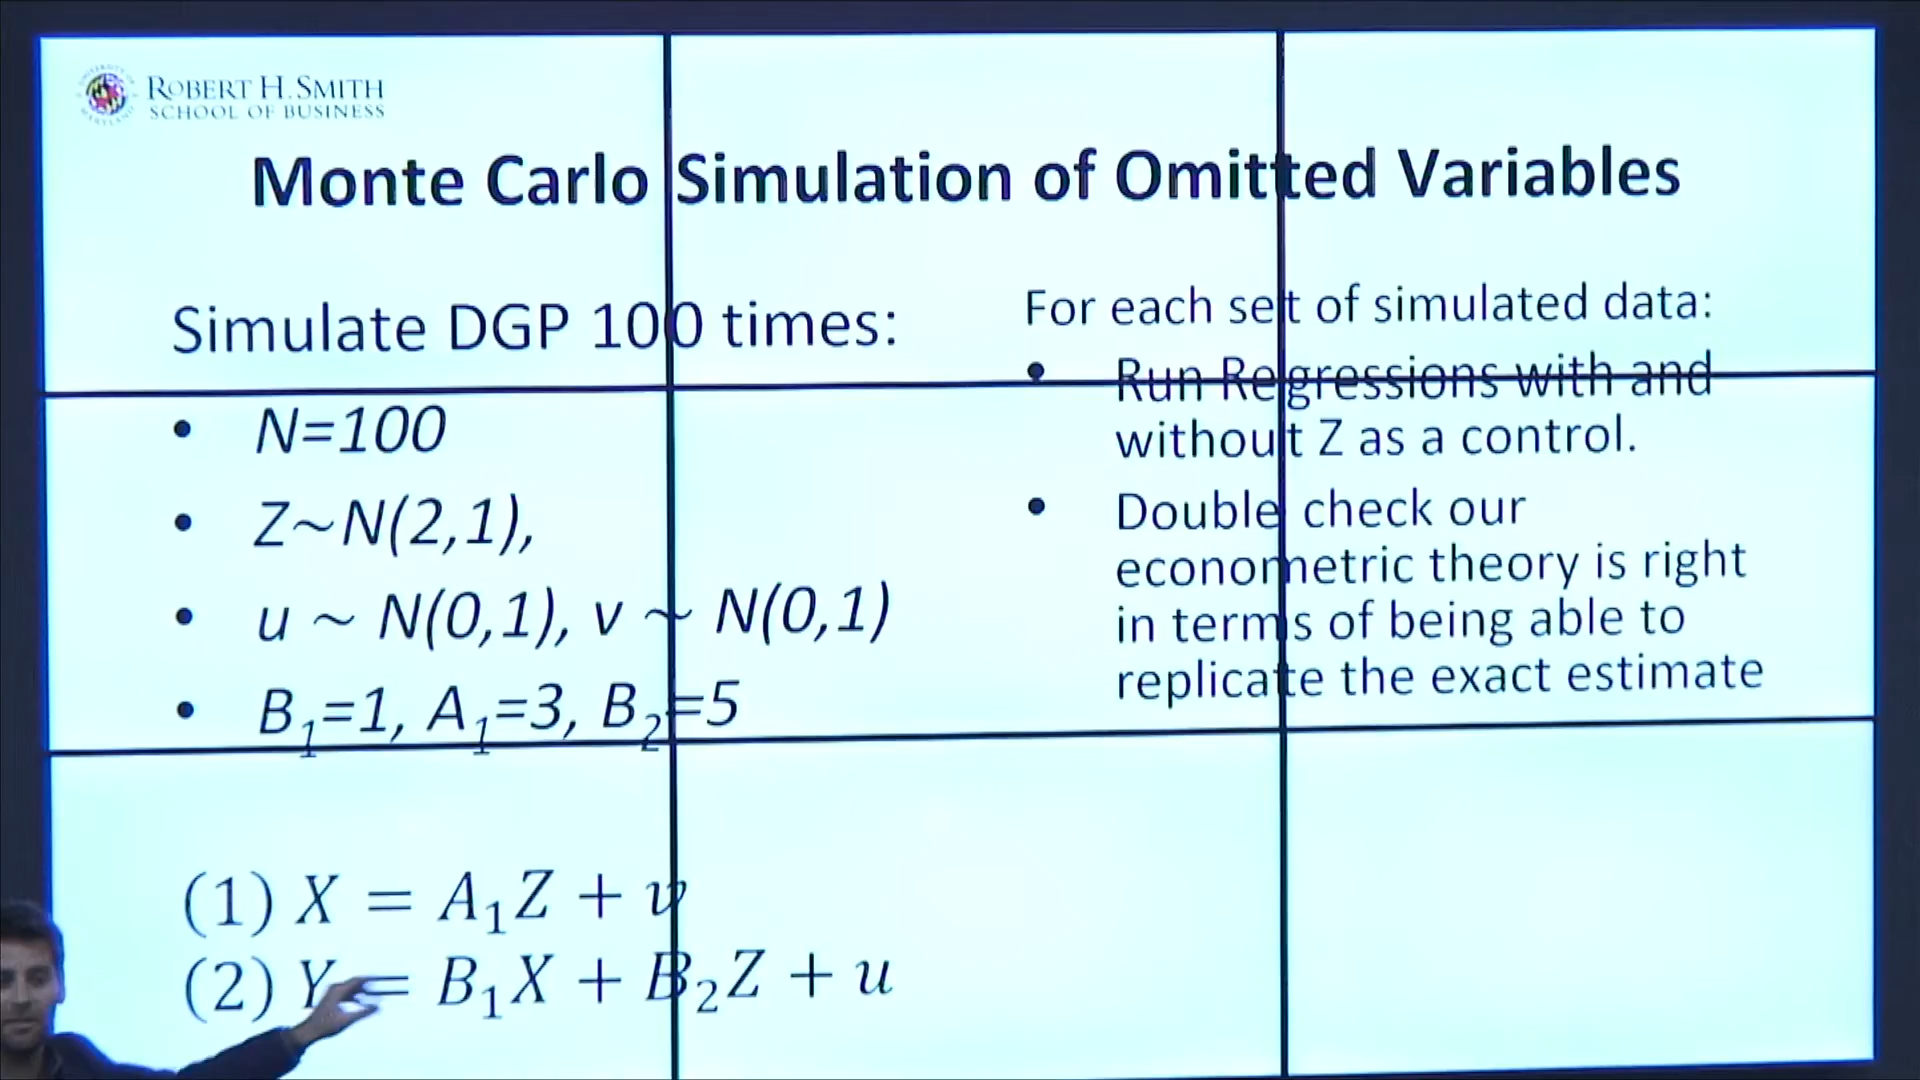 ROBERT H. SMITH
SCHOOL OF BUSINESS
Monte Carlo Simulation of Omitted Variables
Simulate DGP 100 times:
• N=100
• Z~N(2,1),
• u ~ N(0,1), v ~ N(0,1)
• B₁=1, A₁=3, B₂=5
(1) X = A₁Z + v
(2) Y = B₁X + B₂Z + u
For each set of simulated data:
• Run Regressions with and
without Z as a control.
• Double check our
econometric theory is right
in terms of being able to
replicate the exact estimate